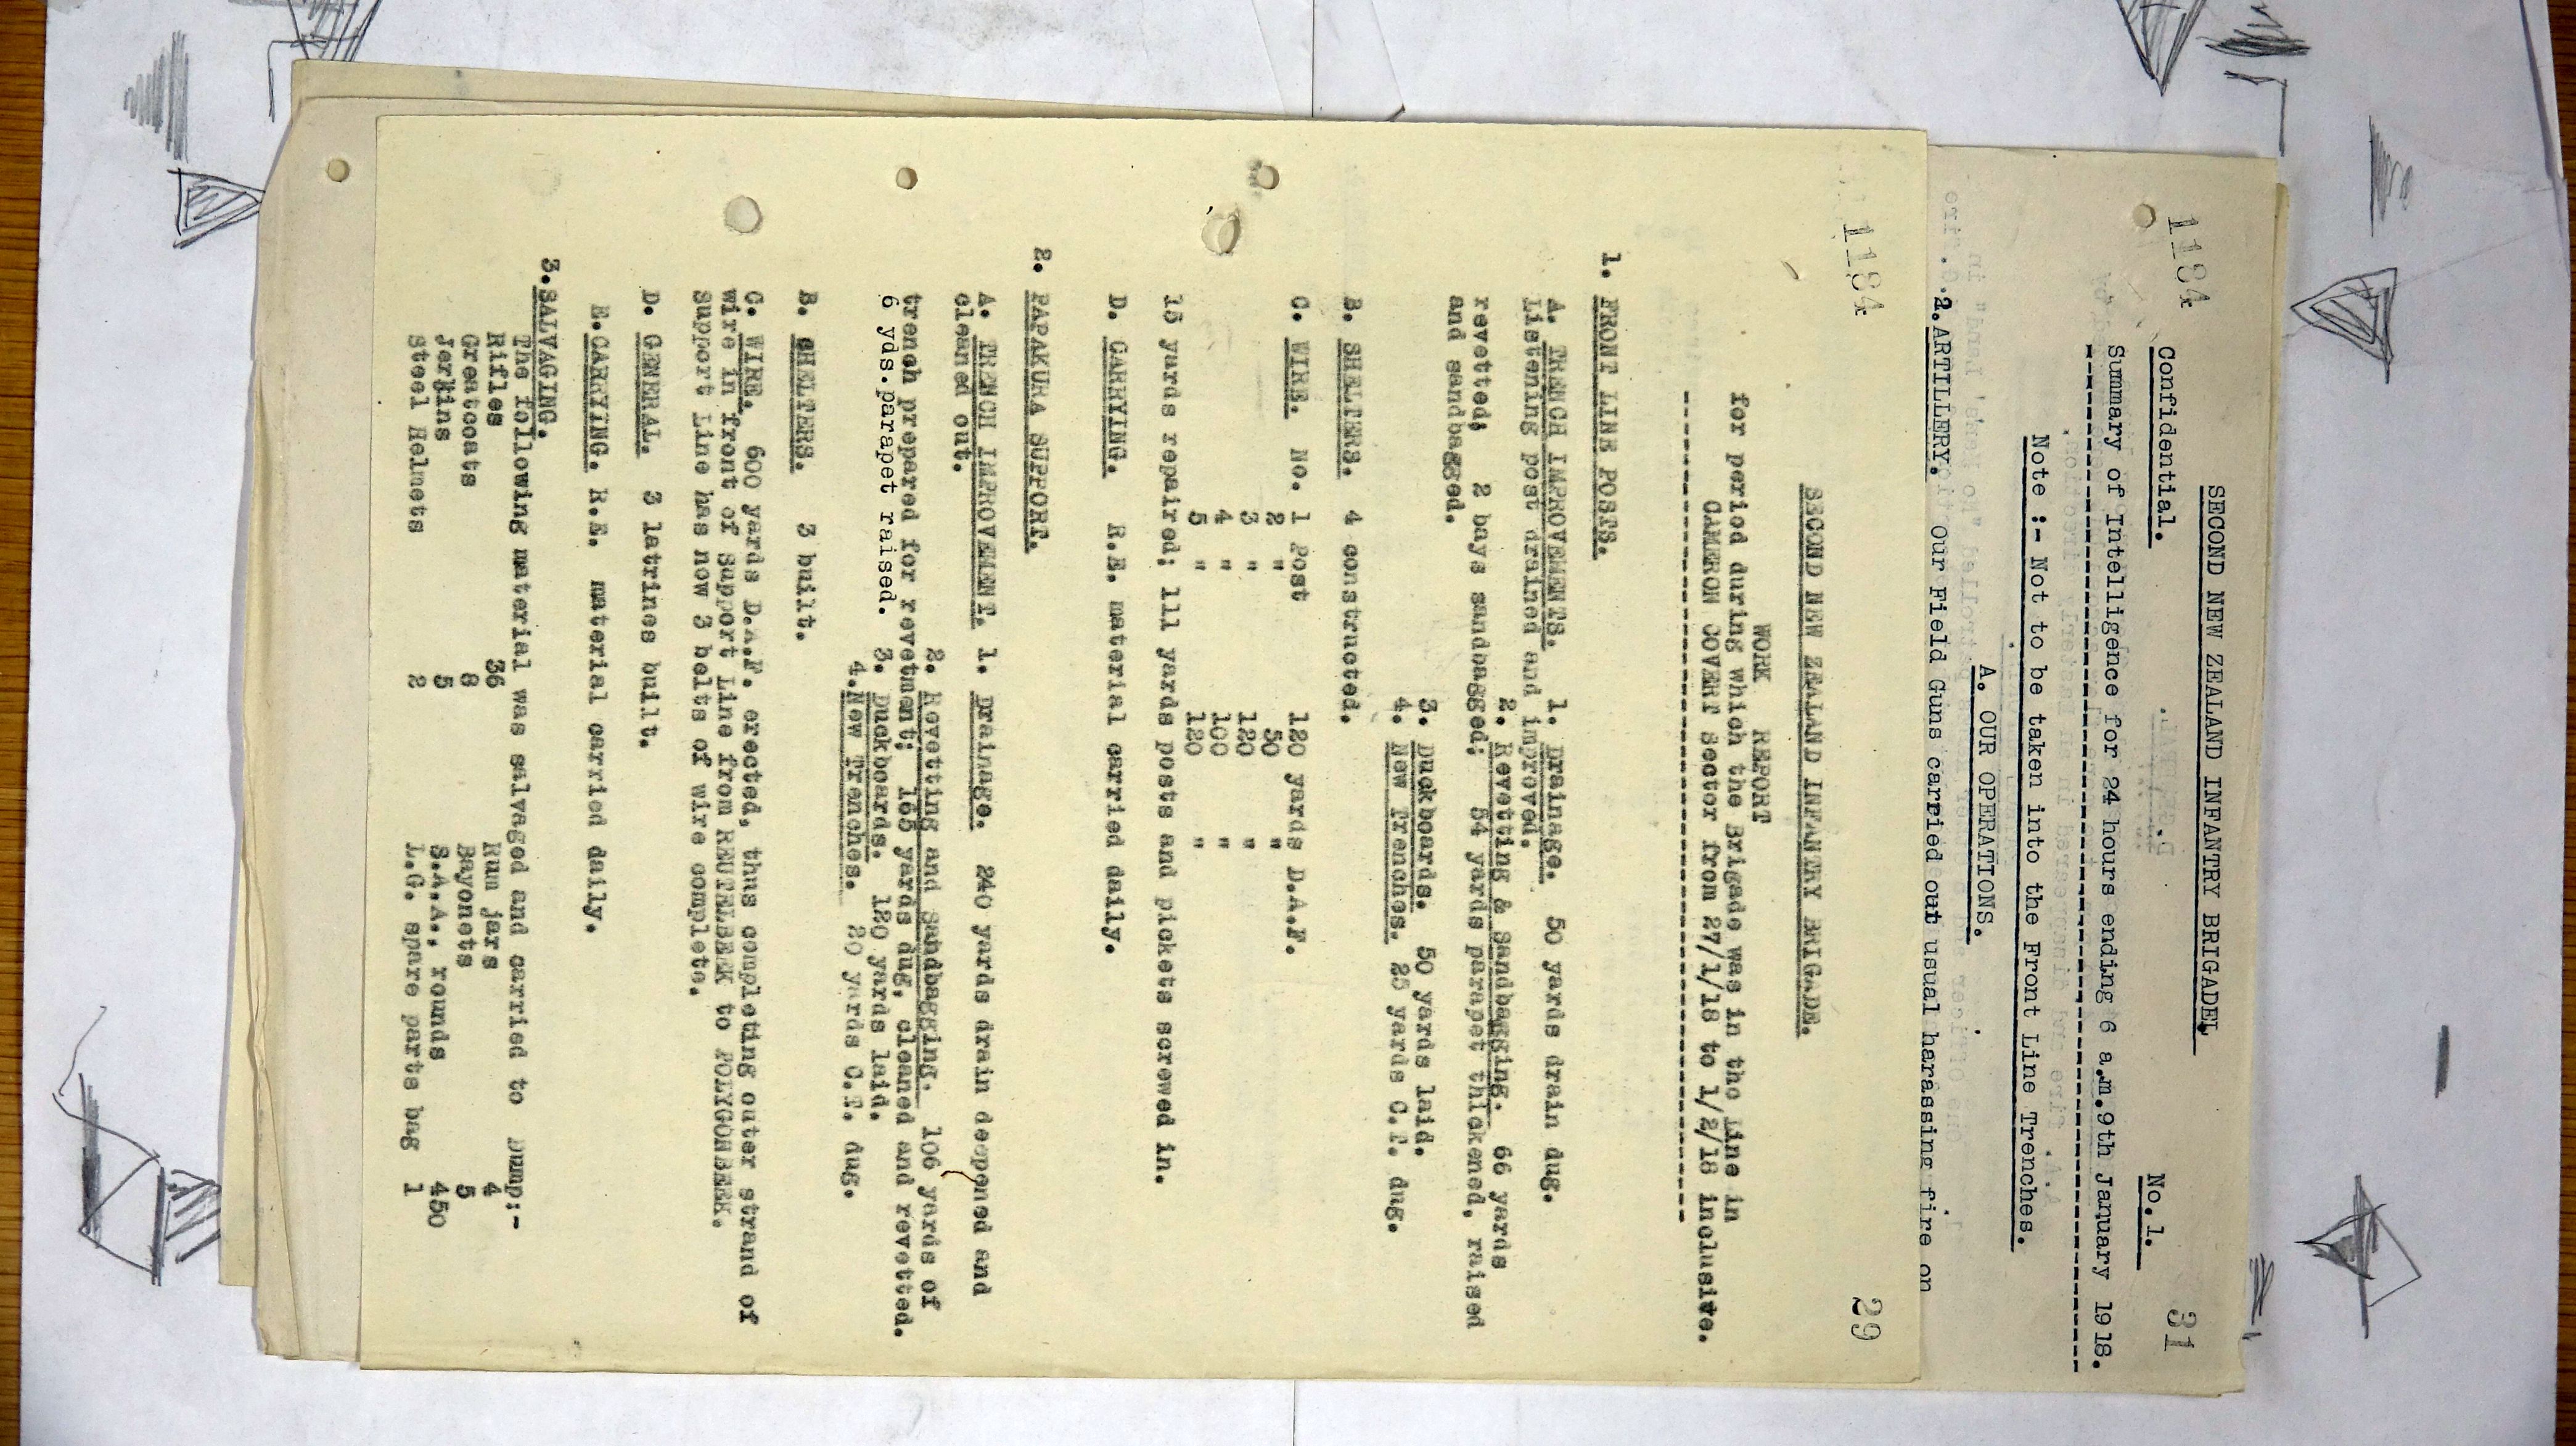 1184
31
SECOND NEW ZEALAND INFANTRY BRIGADE.
Confidential.
No.1.
Summary of Intelligence for 24 hours ending 6 a.m.9th January 1918.
Note :- Not to be taken into the Front Line Trenches.
A. OUR OPERATIONS.
2.ARTILLERY. Our Field Guns carried out usual harassing fire on
1184
29
SECOND NEW ZEALAND INFANTRY BRIGADE.
WORK REPORT
for period during which the Brigade was in the Line in
CAMERON COVERT Sector from 27/1/18 to 1/2/18 inclusive.
1. FRONT LINE POSTS.
A. TRENCH IMPROVEMENTS. 1. Drainage. 50 yards drain dug.
Listening post drained and improved.
2. Revetting & Sandbagging. 66 yards
revetted; 2 bays sandbagged; 54 yards parapet thickened, raised
and sandbagged.
3. Duckboards. 50 yards laid.
4. New Trenches. 25 yards C.T. dug.
B. SHELTERS. 4 constructed.
C. WIRE. No. 1 Post 120 yards D.A.F.
2 " 50 "
3 " 120 "
4 " 100 "
5 " 120 "
15 yards repaired; 111 yards posts and pickets screwed in.
D. CARRYING. R.E. material carried daily.
2. PAPAKURA SUPPORT.
A. TRENCH IMPROVEMENT. 1. Drainage. 240 yards drain deepened and
cleaned out.
2. Revetting and Sandbagging. 106 yards of
trench prepared for revetment; 165 yards dug, cleaned and revetted.
6 yds.parapet raised. 3. Duckboards. 120 yards laid.
4.New Trenches. 20 yards C.T. dug.
B. SHELTERS. 3 built.
C. WIRE. 600 yards D.A.F. erected, thus completing outer strand of
wire in front of Support Line from REUTELBEEK to POLYGONBEEK.
Support Line has now 3 belts of wire complete.
D. GENERAL. 3 latrines built.
E.CARRYING. R.E. material carried daily.
3.SALVAGING.
The following material was salvaged and carried to Dump:-
Rifles 36 Rum jars 4
Greatcoats 8 Bayonets 5
Jerkins 5 S.A.A., rounds 450
Steel Helmets 2 L.G. spare parts bag 1